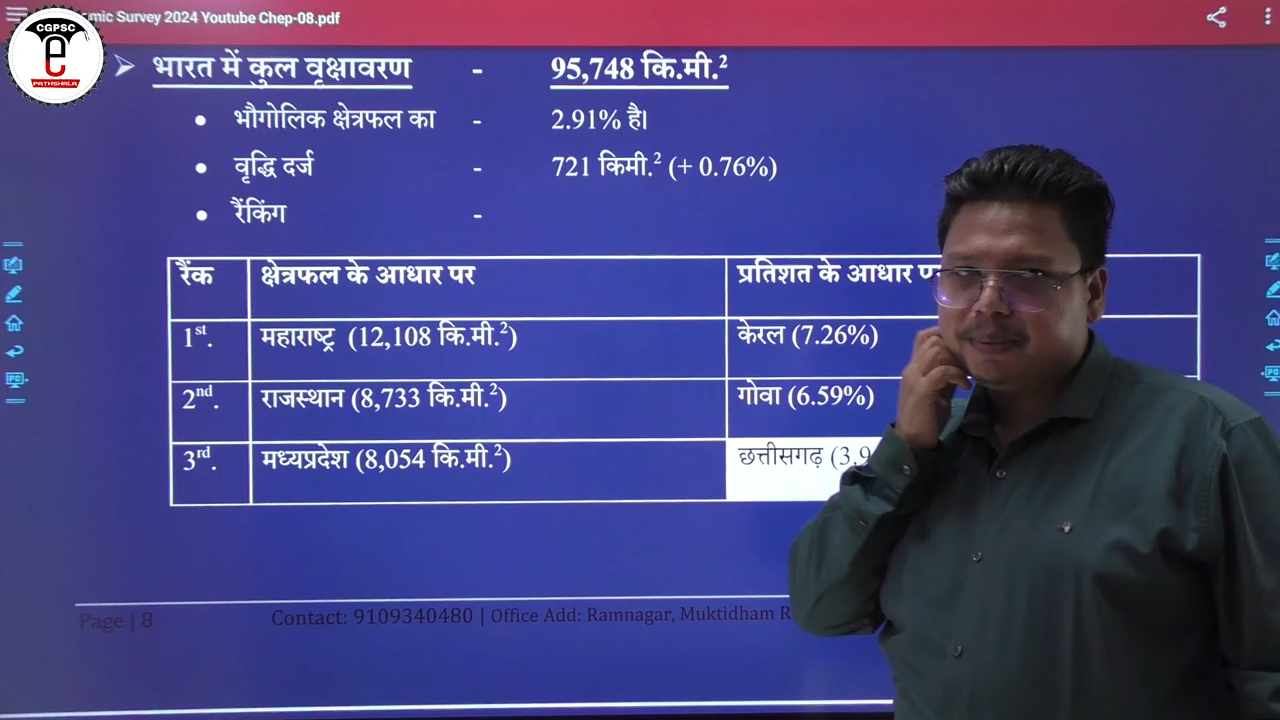 CGPSC
e
PATHSHALA
mic Survey 2024 Youtube Chep-08.pdf
➤ भारत में कुल वृक्षावरण - 95,748 कि.मी.²
• भौगोलिक क्षेत्रफल का - 2.91% है।
• वृद्धि दर्ज - 721 किमी.² (+ 0.76%)
• रैंकिंग -
रैंक क्षेत्रफल के आधार पर प्रतिशत के आधार पर
1st. महाराष्ट्र (12,108 कि.मी.²) केरल (7.26%)
2nd. राजस्थान (8,733 कि.मी.²) गोवा (6.59%)
3rd. मध्यप्रदेश (8,054 कि.मी.²) छत्तीसगढ़ (3.9
Page | 8 Contact: 9109340480 | Office Add: Ramnagar, Muktidham R